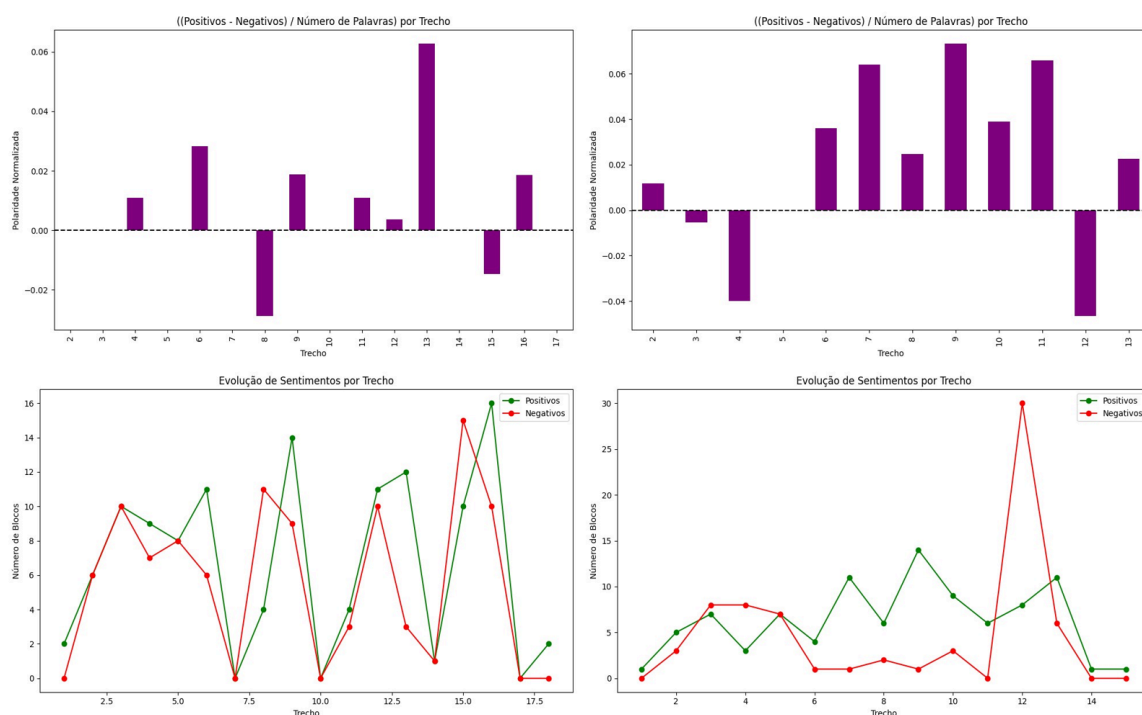 ((Positivos - Negativos) / Número de Palavras) por Trecho
Polaridade Normalizada
0.06
0.04
0.02
0.00
−0.02
2 3 4 5 6 7 8 9 10 11 12 13 14 15 16 17
Trecho
((Positivos - Negativos) / Número de Palavras) por Trecho
Polaridade Normalizada
0.06
0.04
0.02
0.00
−0.02
−0.04
2 3 4 5 6 7 8 9 10 11 12 13
Trecho
Evolução de Sentimentos por Trecho
Positivos
Negativos
Número de Blocos
16
14
12
10
8
6
4
2
0
2.5 5.0 7.5 10.0 12.5 15.0 17.5
Trecho
Evolução de Sentimentos por Trecho
Positivos
Negativos
Número de Blocos
30
25
20
15
10
5
0
2 4 6 8 10 12 14
Trecho